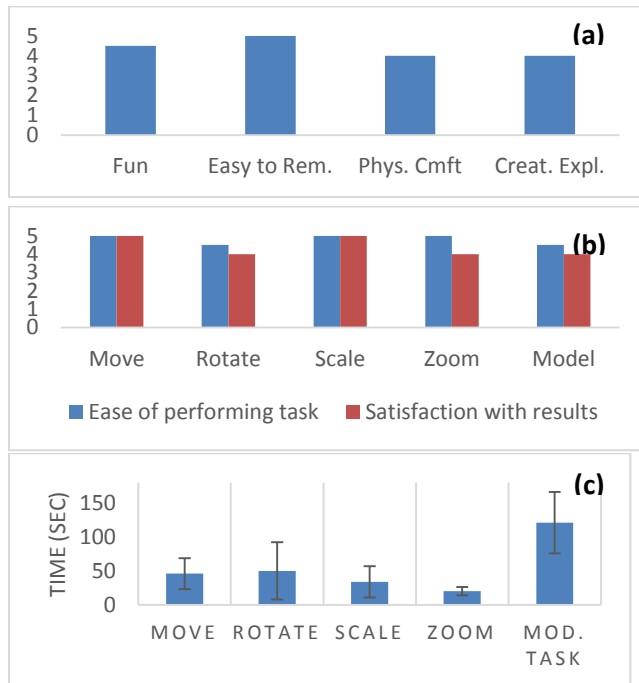 (a)
5
4
3
2
1
0
Fun Easy to Rem. Phys. Cmft Creat. Expl.
(b)
5
4
3
2
1
0
Move Rotate Scale Zoom Model
Ease of performing task Satisfaction with results
(c)
TIME (SEC)
150
100
50
0
MOVE ROTATE SCALE ZOOM MOD.
TASK